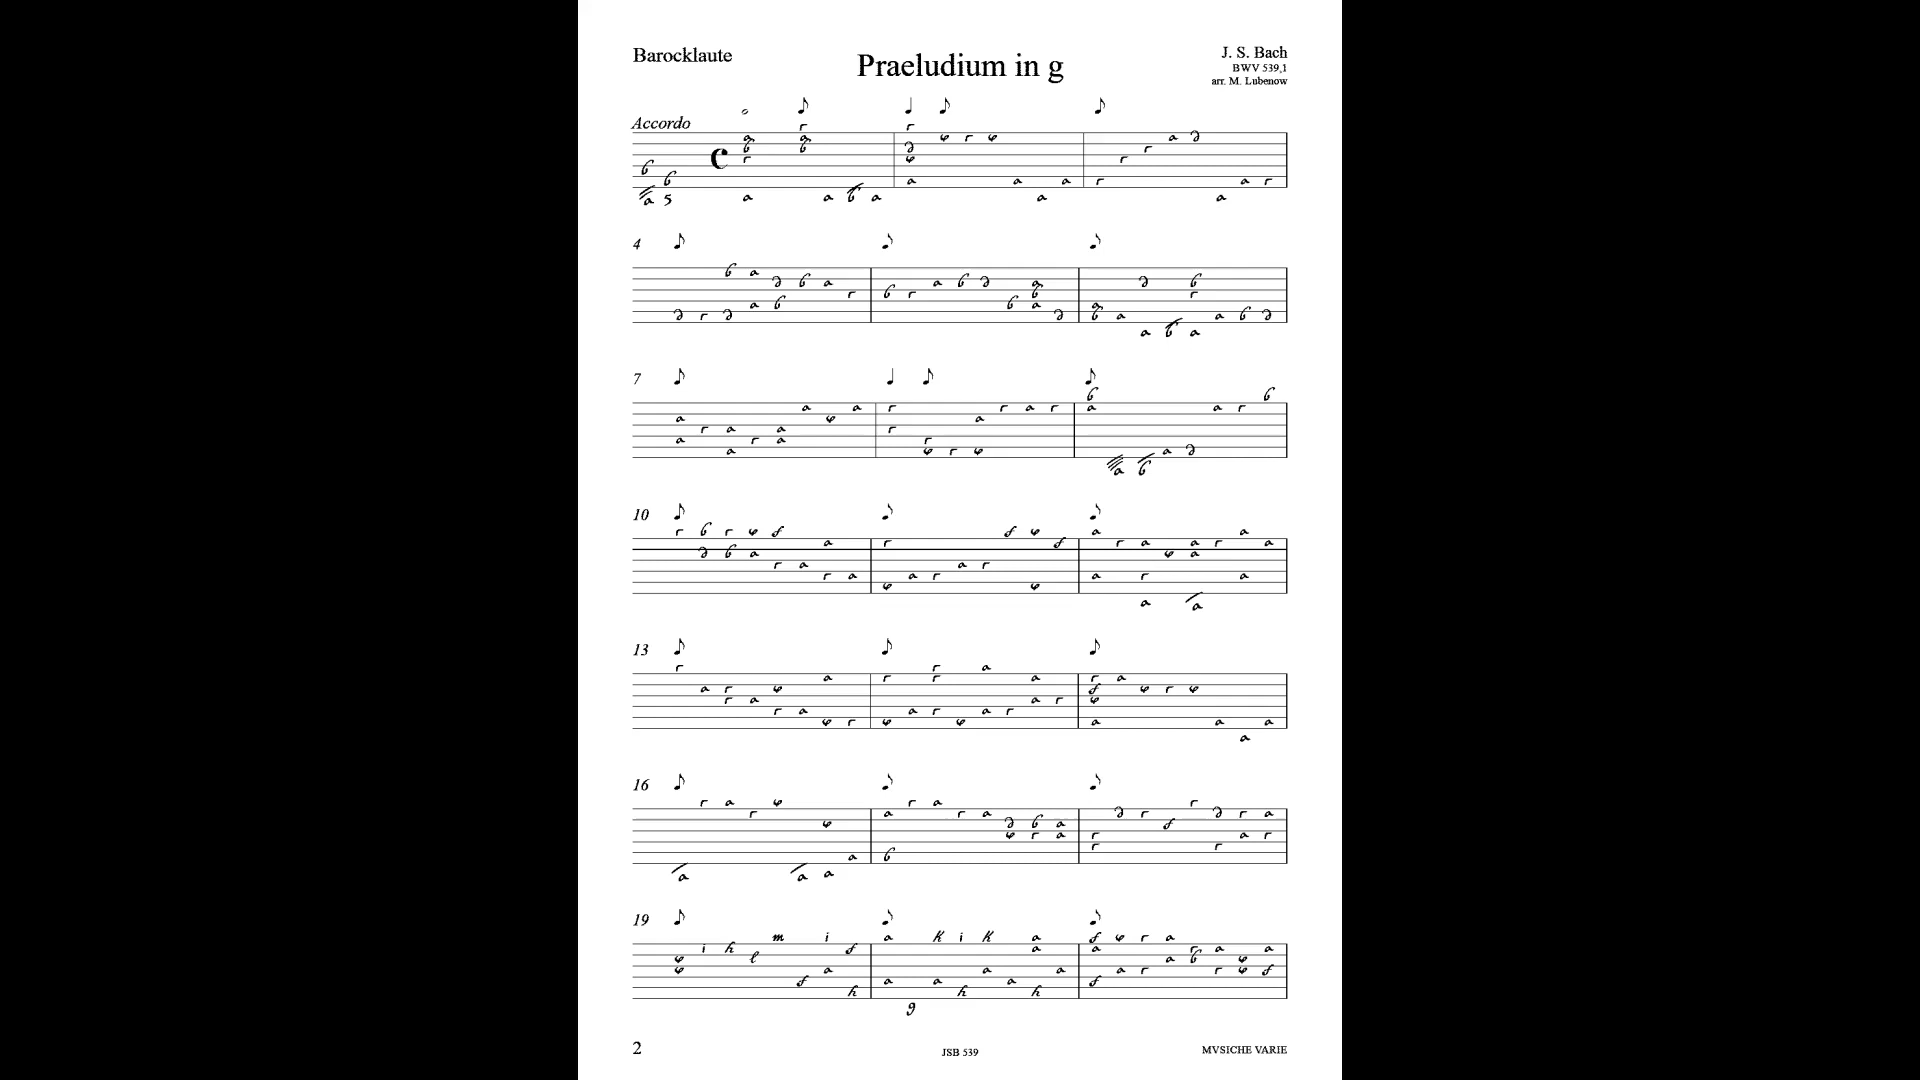 Barocklaute
Praeludium in g
J. S. Bach
BWV 539,1
arr. M. Lubenow
Accordo
4
7
10
13
16
19
2
JSB 539
MVSICHE VARIE